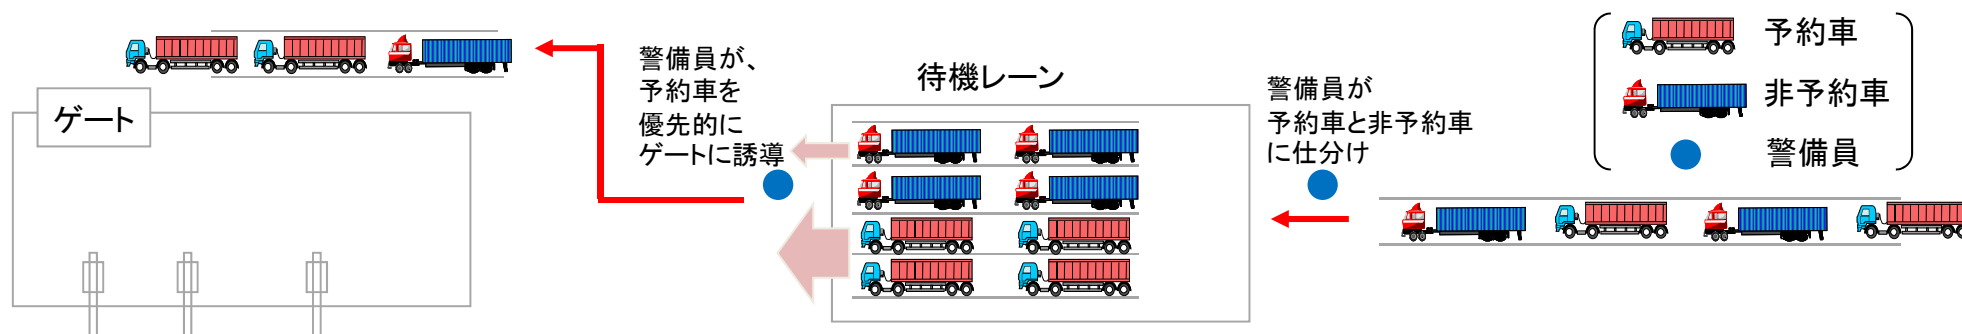 ゲート
警備員が、
予約車を
優先的に
ゲートに誘導
待機レーン
警備員が
予約車と非予約車
に仕分け
予約車
非予約車
警備員